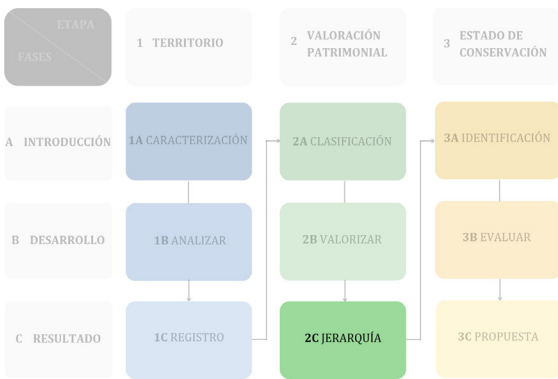 ETAPA
FASES
1 TERRITORIO
2 VALORACIÓN
PATRIMONIAL
3 ESTADO DE
CONSERVACIÓN
A INTRODUCCIÓN
1A CARACTERIZACIÓN
2A CLASIFICACIÓN
3A IDENTIFICACIÓN
B DESARROLLO
1B ANALIZAR
2B VALORIZAR
3B EVALUAR
C RESULTADO
1C REGISTRO
2C JERARQUÍA
3C PROPUESTA